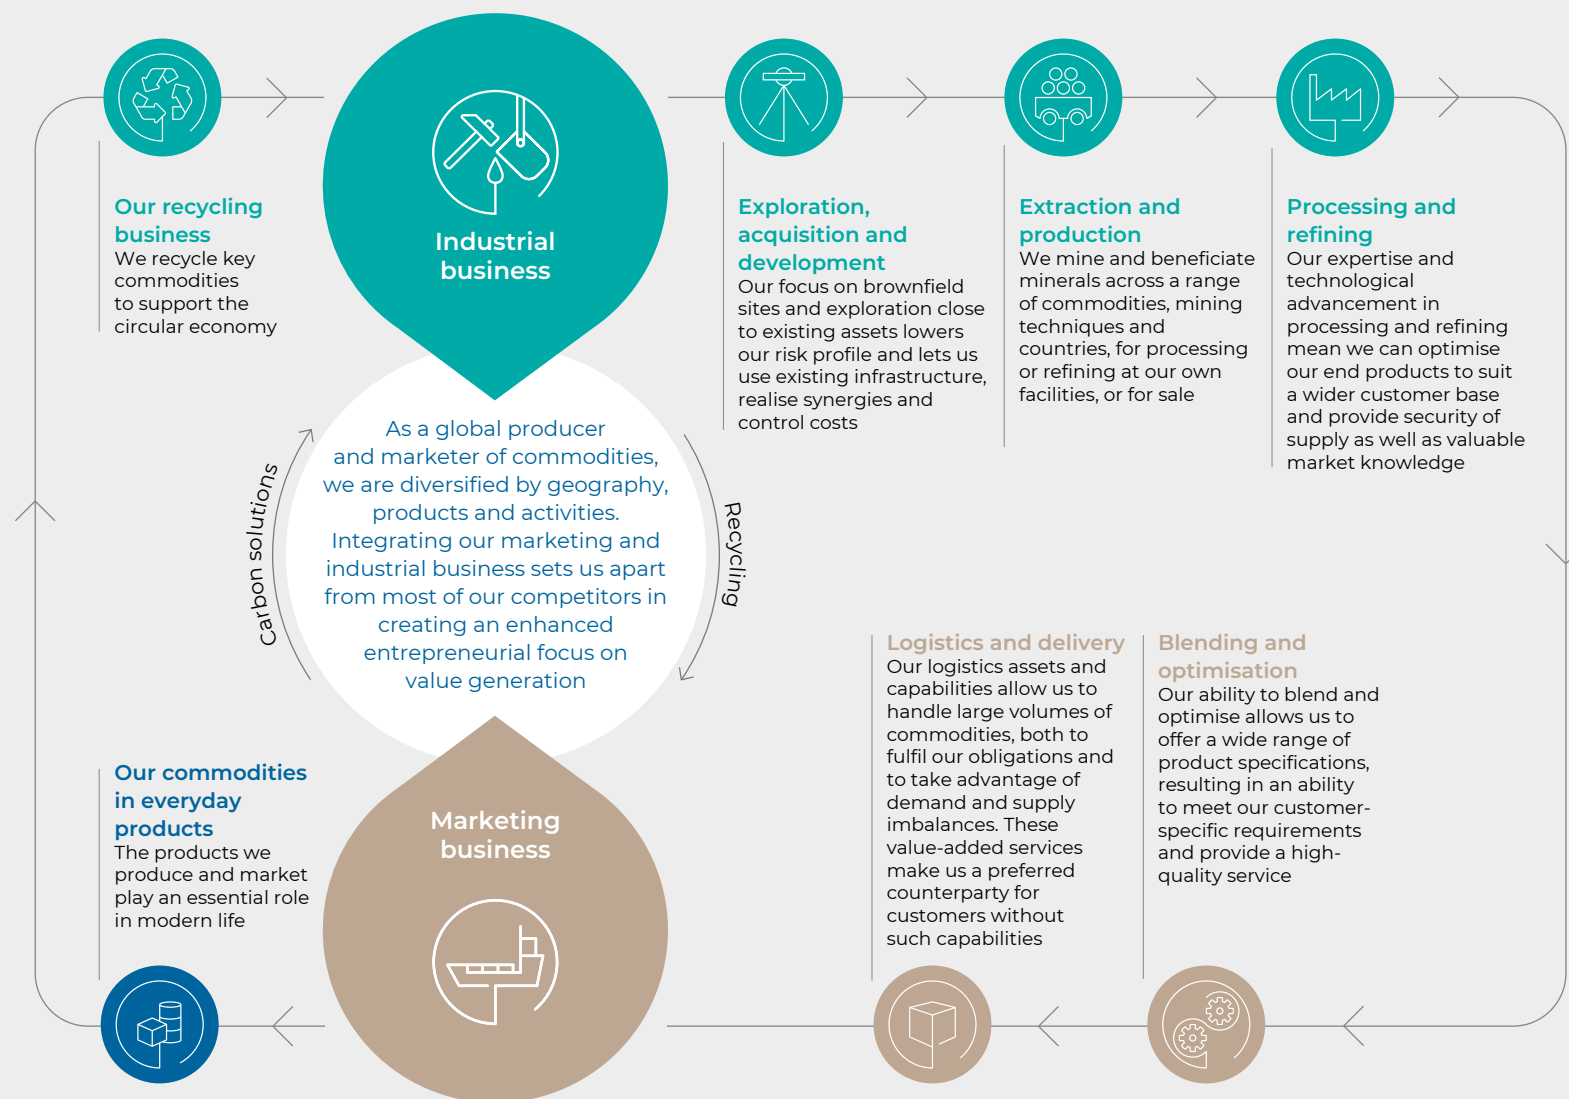 Our recycling
business
We recycle key
commodities
to support the
circular economy
Industrial
business
Exploration,
acquisition and
development
Our focus on brownfield
sites and exploration close
to existing assets lowers
our risk profile and lets us
use existing infrastructure,
realise synergies and
control costs
Extraction and
production
We mine and beneficiate
minerals across a range
of commodities, mining
techniques and
countries, for processing
or refining at our own
facilities, or for sale
Processing and
refining
Our expertise and
technological
advancement in
processing and refining
mean we can optimise
our end products to suit
a wider customer base
and provide security of
supply as well as valuable
market knowledge
Carbon solutions
As a global producer
and marketer of commodities,
we are diversified by geography,
products and activities.
Integrating our marketing and
industrial business sets us apart
from most of our competitors in
creating an enhanced
entrepreneurial focus on
value generation
Recycling
Logistics and delivery
Our logistics assets and
capabilities allow us to
handle large volumes of
commodities, both to
fulfil our obligations and
to take advantage of
demand and supply
imbalances. These
value-added services
make us a preferred
counterparty for
customers without
such capabilities
Blending and
optimisation
Our ability to blend and
optimise allows us to
offer a wide range of
product specifications,
resulting in an ability
to meet our customer-
specific requirements
and provide a high-
quality service
Our commodities
in everyday
products
The products we
produce and market
play an essential role
in modern life
Marketing
business